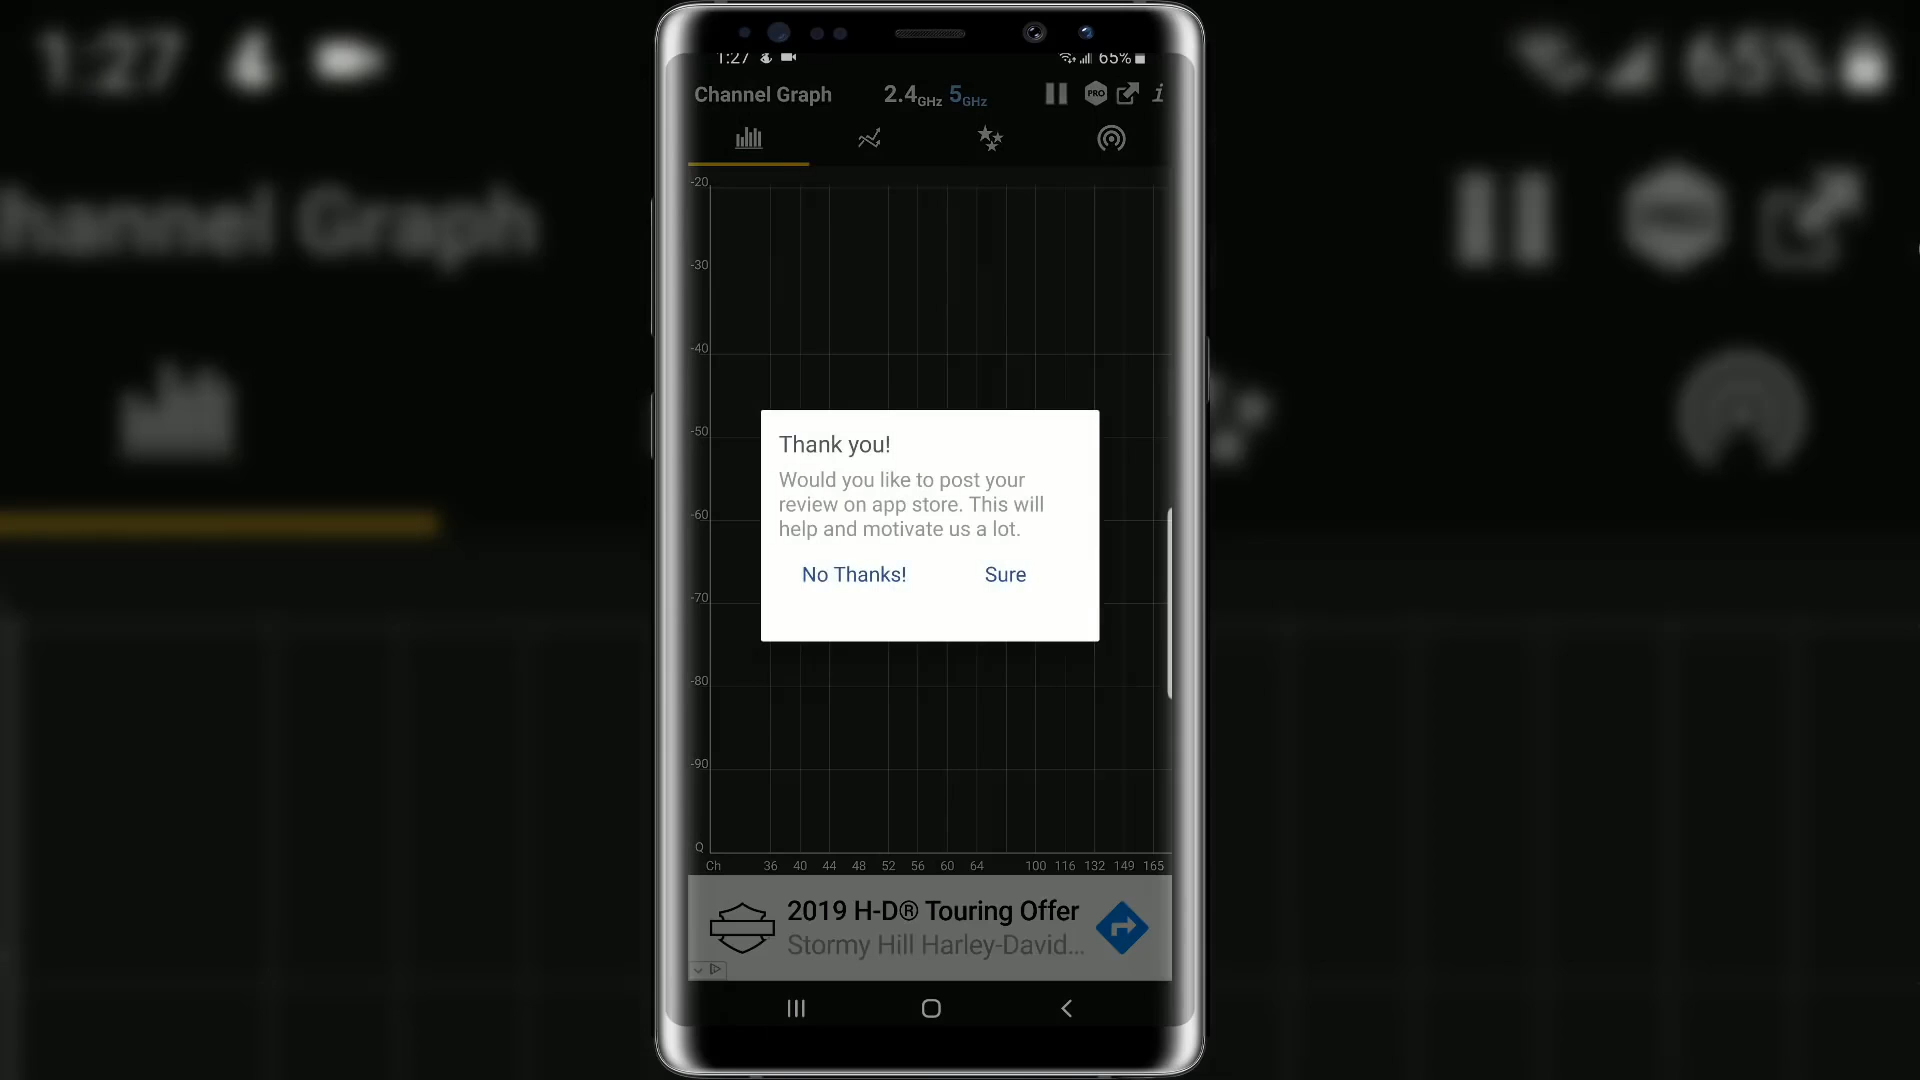 1:27 65%
1:27 65%
Channel Graph 2.4GHz 5GHz PRO i
hannel Graph
-20
-30
-40
-50
-60
-70
-80
-90
Q
Thank you!
Would you like to post your
review on app store. This will
help and motivate us a lot.
No Thanks! Sure
Ch 36 40 44 48 52 56 60 64 100 116 132 149 165
2019 H-D® Touring Offer
Stormy Hill Harley-David...